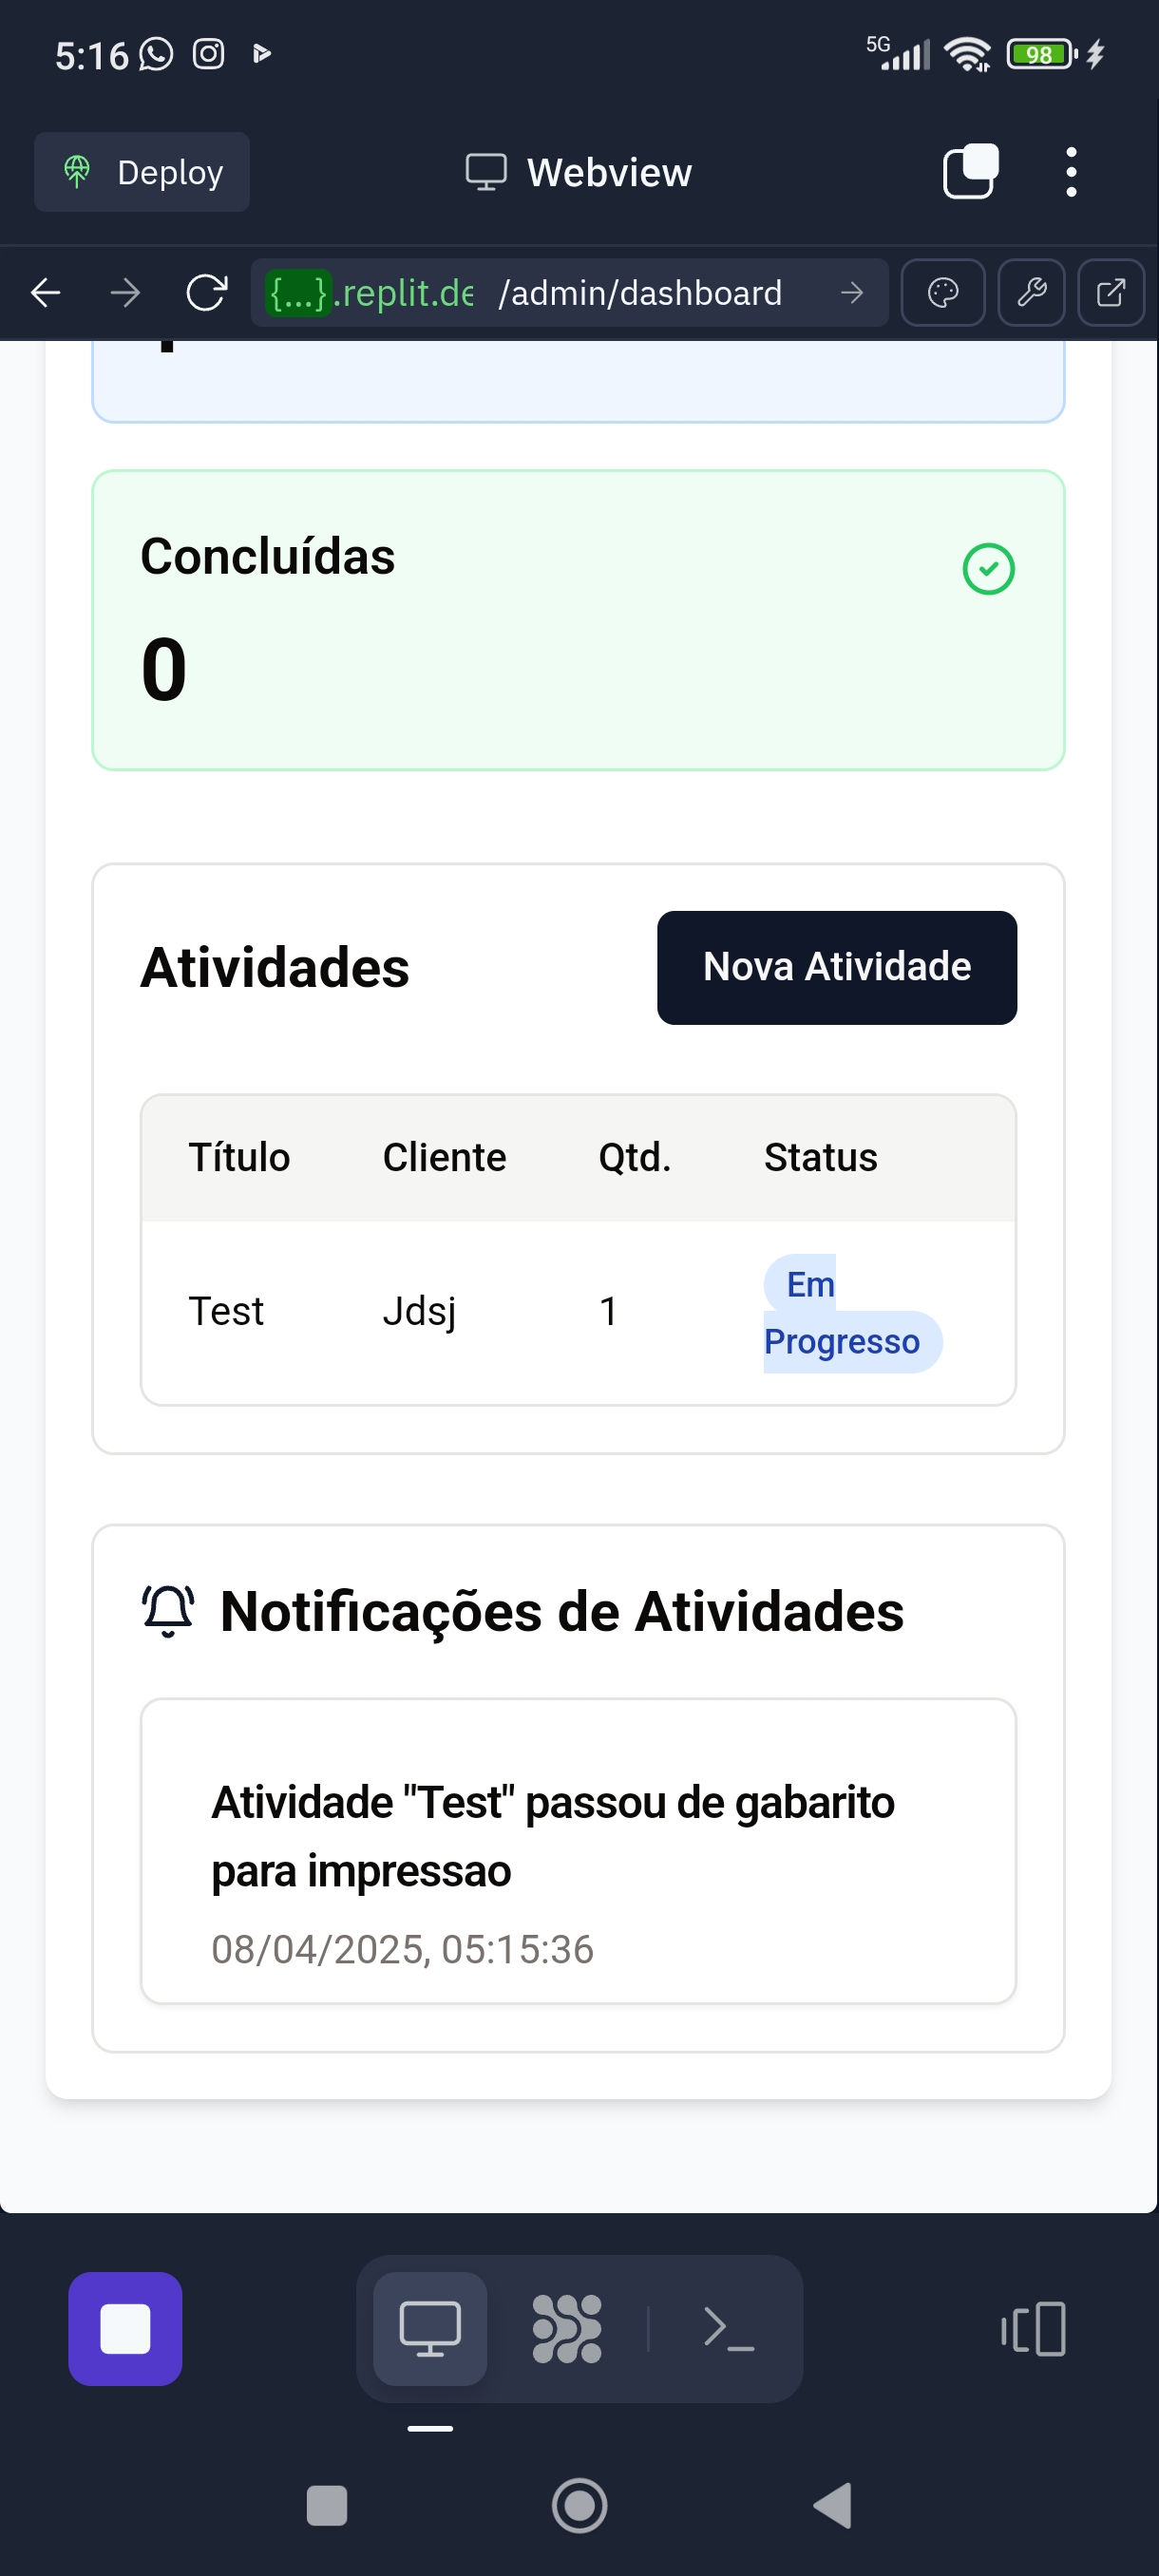 5:16
5G
98
Deploy
Webview
{...}.replit.de /admin/dashboard
Concluídas
0
Atividades
Nova Atividade
Título Cliente Qtd. Status
Test Jdsj 1 Em
Progresso
Notificações de Atividades
Atividade "Test" passou de gabarito
para impressao
08/04/2025, 05:15:36